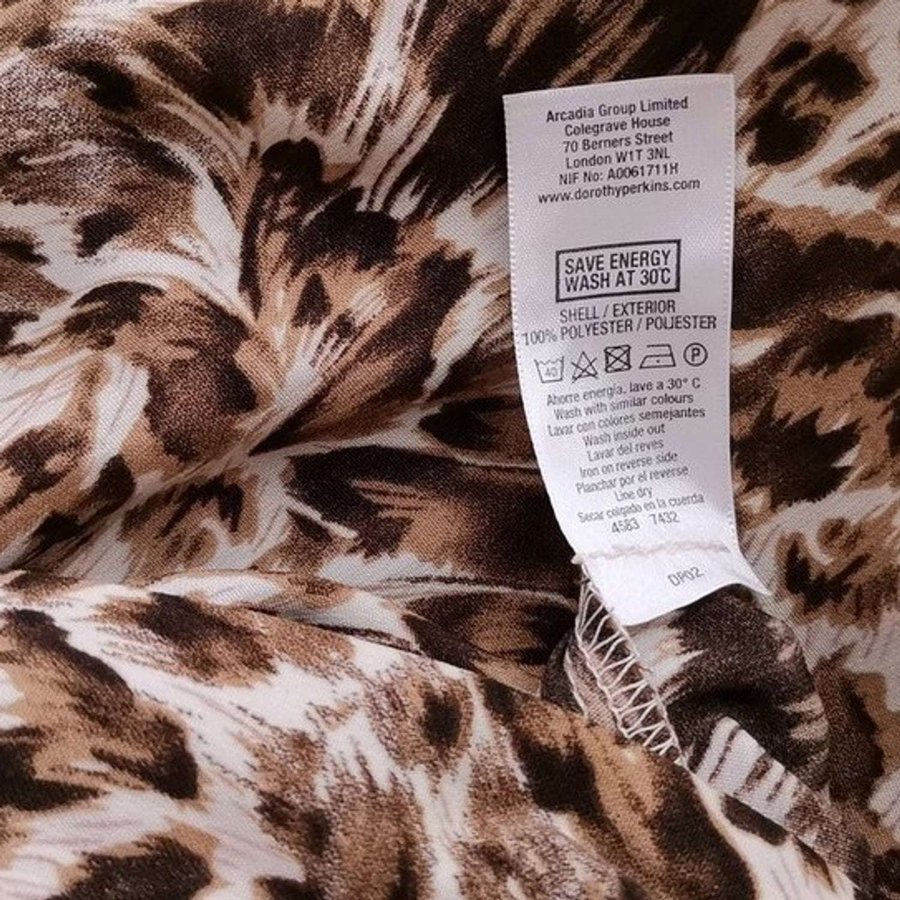 Arcadia Group Limited
Colegrave House
70 Berners Street
London W1T 3NL
NIF No: A0061711H
www.dorothyperkins.com
SAVE ENERGY
WASH AT 30°C
SHELL / EXTERIOR
100% POLYESTER / POLIESTER
40 P
Ahorre energía, lave a 30° C
Wash with similar colours
Lavar con colores semejantes
Wash inside out
Lavar del reves
Iron on reverse side
Planchar por el reverse
Line dry
Secar colgado en la cuerda
4583 7432
DP02